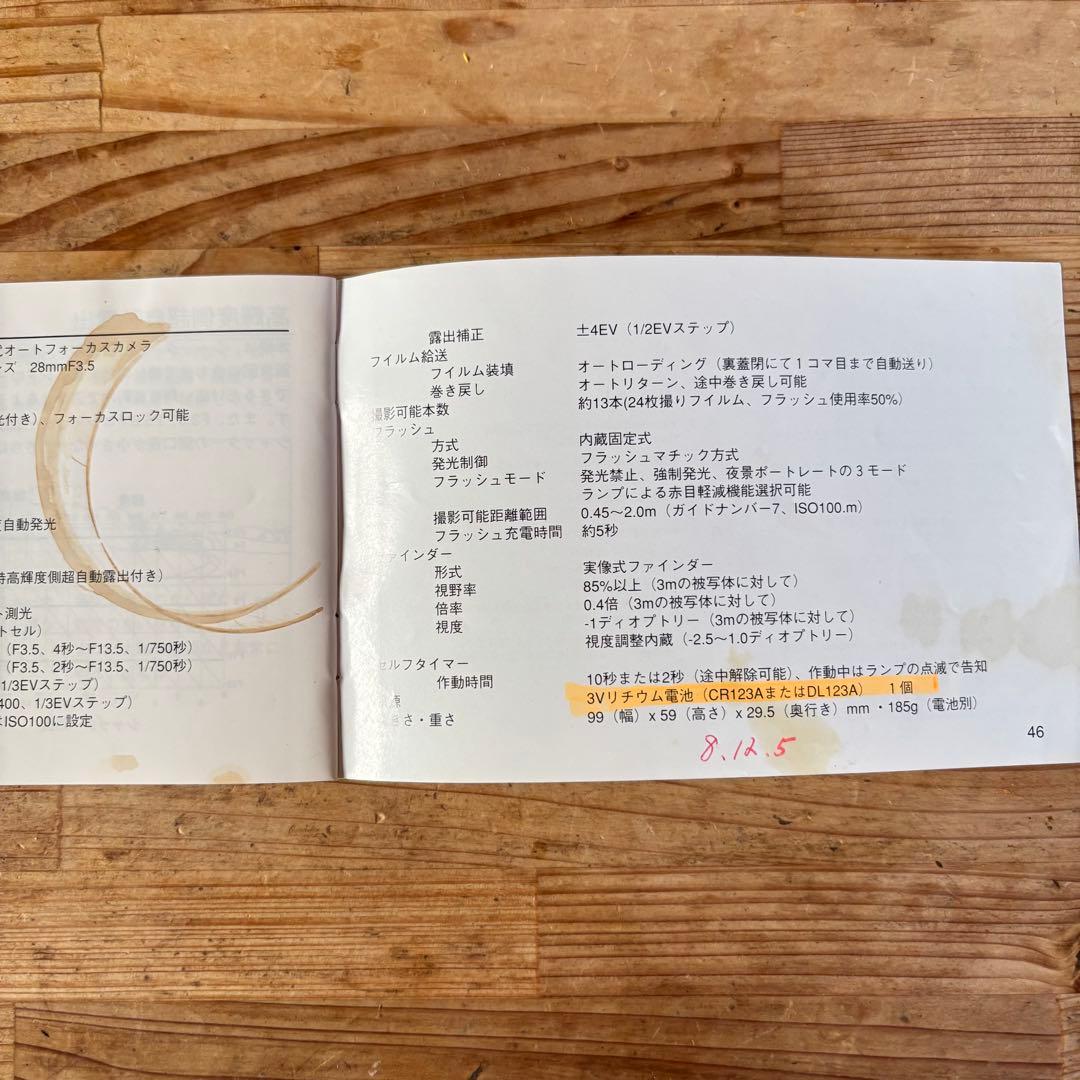 式オートフォーカスカメラ
ズ 28mmF3.5
光付き)、フォーカスロック可能
自動発光
時高輝度側超自動露出付き)
ト測光
トセル)
(F3.5、4秒〜F13.5、1/750秒)
(F3.5、2秒〜F13.5、1/750秒)
1/3EVステップ)
400、1/3EVステップ)
はISO100に設定
露出補正 ±4EV(1/2EVステップ)
フイルム給送
フイルム装填 オートローディング(裏蓋閉にて1コマ目まで自動送り)
巻き戻し オートリターン、途中巻き戻し可能
撮影可能本数 約13本(24枚撮りフイルム、フラッシュ使用率50%)
フラッシュ
方式 内蔵固定式
発光制御 フラッシュマチック方式
フラッシュモード 発光禁止、強制発光、夜景ポートレートの3モード
ランプによる赤目軽減機能選択可能
撮影可能距離範囲 0.45〜2.0m(ガイドナンバー7、ISO100.m)
フラッシュ充電時間 約5秒
ァインダー
形式 実像式ファインダー
視野率 85%以上(3mの被写体に対して)
倍率 0.4倍(3mの被写体に対して)
視度 -1ディオプトリー(3mの被写体に対して)
視度調整内蔵(-2.5〜1.0ディオプトリー)
セルフタイマー
作動時間 10秒または2秒(途中解除可能)、作動中はランプの点滅で告知
源 3Vリチウム電池(CR123AまたはDL123A) 1個
きさ・重さ 99(幅)x 59(高さ)x 29.5(奥行き)mm・185g(電池別)
46
8.12.5